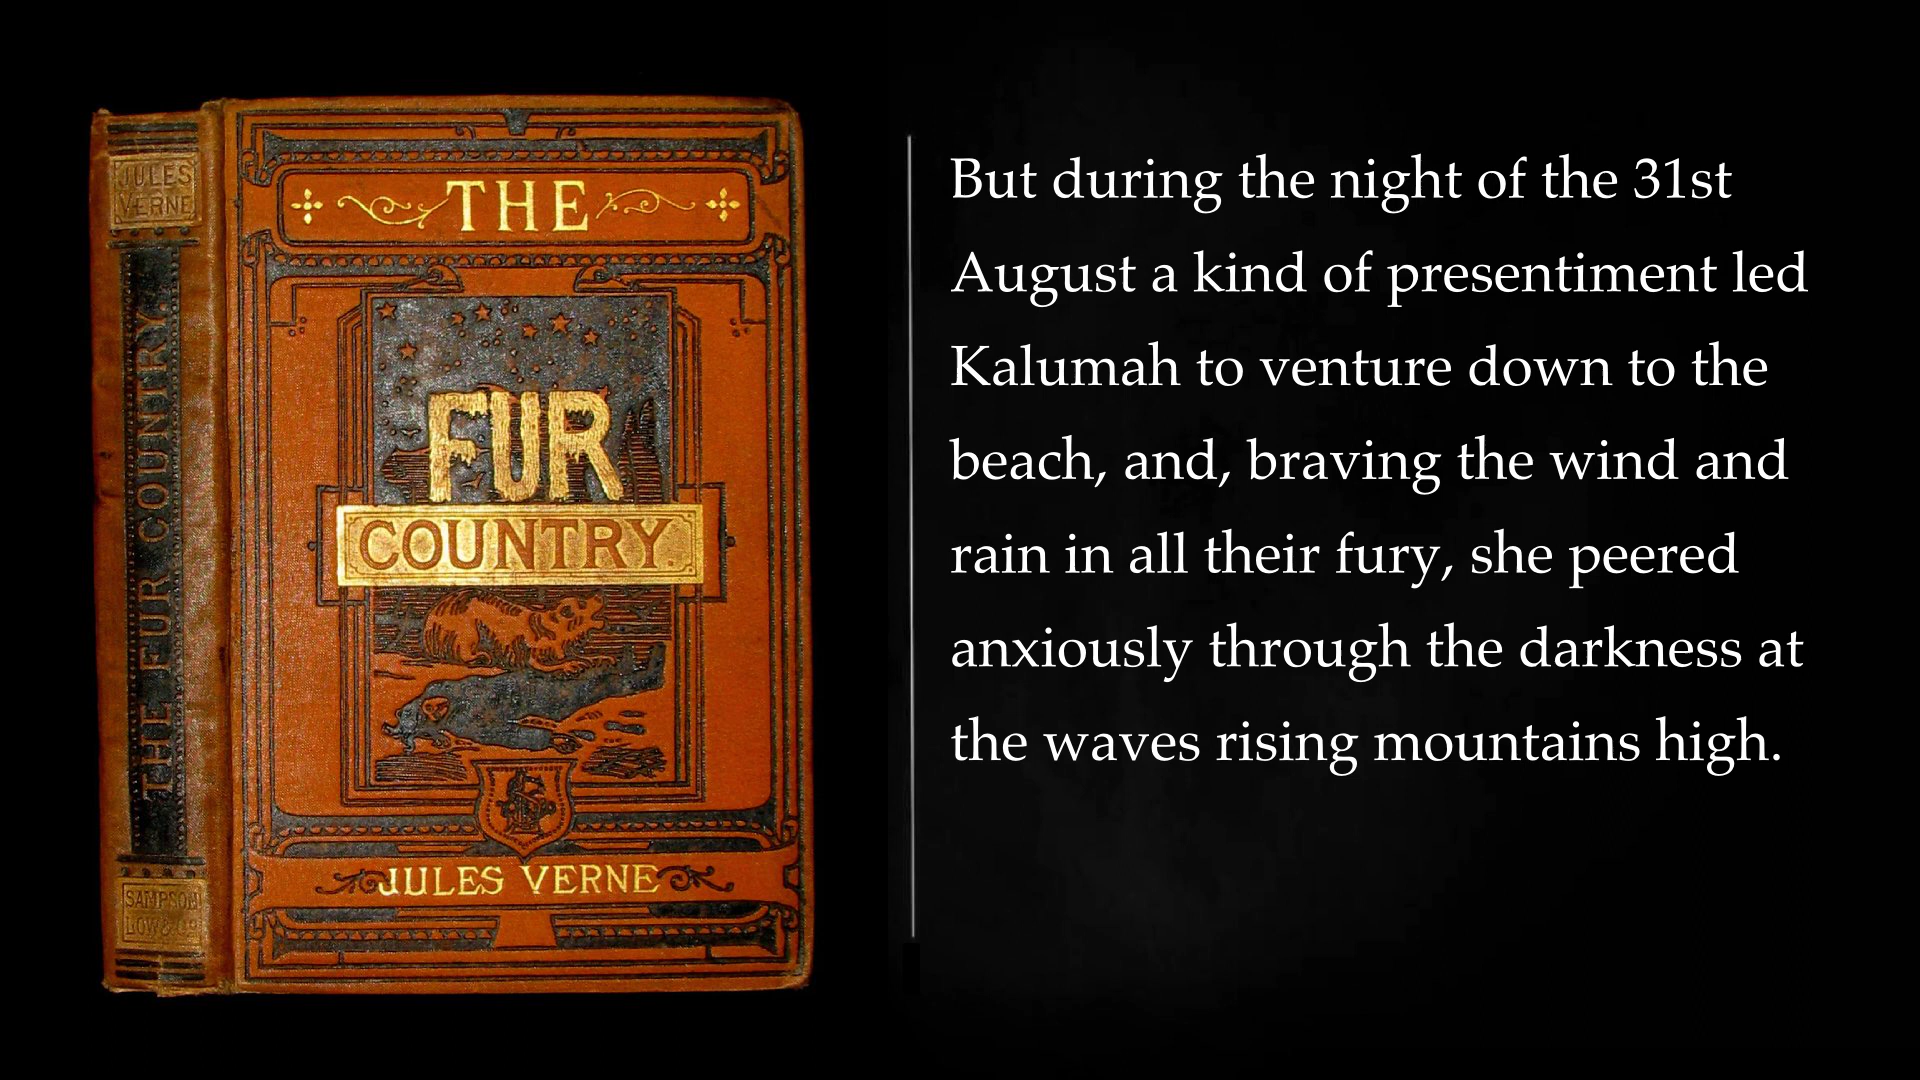 JULES
VERNE
THE FUR COUNTRY.
SAMPSON
LOW & Co
THE
FUR
COUNTRY.
JULES VERNE
But during the night of the 31st
August a kind of presentiment led
Kalumah to venture down to the
beach, and, braving the wind and
rain in all their fury, she peered
anxiously through the darkness at
the waves rising mountains high.